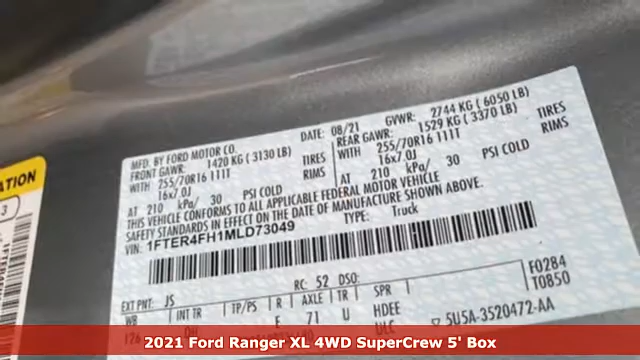 ATION
3
MFD. BY FORD MOTOR CO.
DATE: 08/21
GVWR: 2744 KG ( 6050 LB)
FRONT GAWR: 1420 KG ( 3130 LB)
REAR GAWR: 1529 KG ( 3370 LB)
WITH 255/70R16 111T TIRES
WITH 255/70R16 111T TIRES
16x7.0J RIMS
16x7.0J RIMS
AT 210 kPa/ 30 PSI COLD
AT 210 kPa/ 30 PSI COLD
THIS VEHICLE CONFORMS TO ALL APPLICABLE FEDERAL MOTOR VEHICLE
SAFETY STANDARDS IN EFFECT ON THE DATE OF MANUFACTURE SHOWN ABOVE.
VIN: 1FTER4FH1MLD73049
TYPE: Truck
EXT PNT: JS RC: 52 DSO:
F0284
T0850
WB INT TR TP/PS R AXLE TR SPR
E 71 U HDEE
5U5A-3520472-AA
2021 Ford Ranger XL 4WD SuperCrew 5' Box